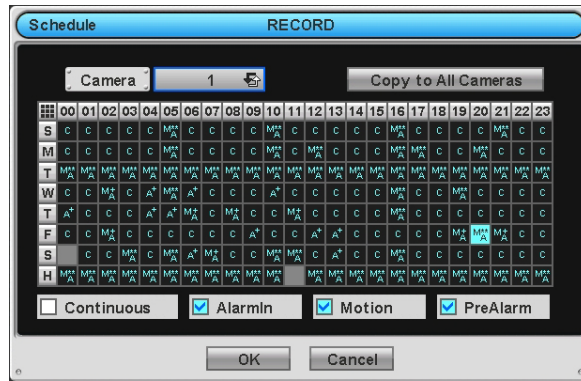 Schedule RECORD
Camera 1 Copy to All Cameras
00 01 02 03 04 05 06 07 08 09 10 11 12 13 14 15 16 17 18 19 20 21 22 23
S C C C C C M**A C C C C M**A C C C C C M**A C C C C M**A C C
M C C C C C M**A C C C C M**A C M**A C C C M**A M**A C C M**A C C C
T M**A M**A M**A M**A M**A M**A M**A M**A M**A M**A M**A M**A M**A M**A M**A M**A M**A M**A M**A M**A M**A M**A M**A M**A
W C C M+A C A+ M**A A+ C C C A+ C C C C C M**A C C M**A C C C C
T A+ C C C A+ A+ M+A C M+A C C M+A C C C C M**A C C C C C C C
F C C M+A C C C C C C A+ C C A+ A+ C C C C C M+A M**A M+A C C
S C C M**A C M**A A+ M+A C C M**A M**A C A+ C C M**A C C C C C C C
H M**A M**A M**A M**A M**A M**A M**A M**A M**A M**A M**A M**A M**A M**A M**A M**A M**A M**A M**A M**A M**A M**A M**A
Continuous AlarmIn Motion PreAlarm
OK Cancel